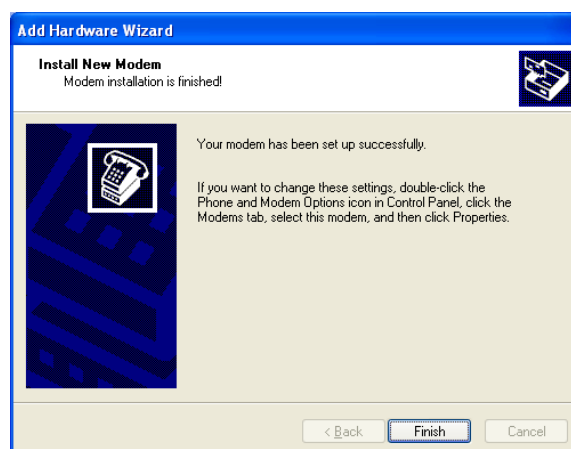 Add Hardware Wizard
Install New Modem
Modem installation is finished!
Your modem has been set up successfully.
If you want to change these settings, double-click the
Phone and Modem Options icon in Control Panel, click the
Modems tab, select this modem, and then click Properties.
< Back
Finish
Cancel